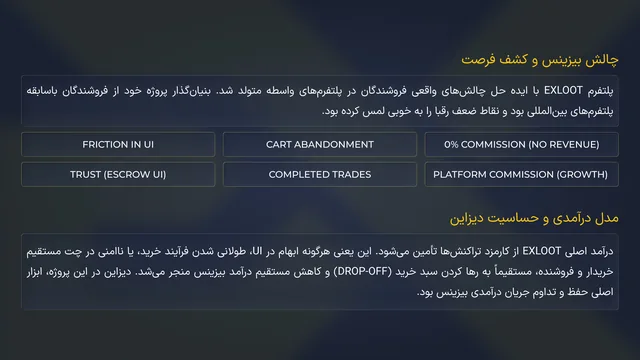 چالش بیزینس و کشف فرصت
پلتفرم EXLOOT با ایده حل چالش‌های واقعی فروشندگان در پلتفرم‌های واسطه متولد شد. بنیان‌گذار پروژه خود از فروشندگان باسابقه
پلتفرم‌های بین‌المللی بود و نقاط ضعف رقبا را به خوبی لمس کرده بود.
FRICTION IN UI CART ABANDONMENT 0% COMMISSION (NO REVENUE)
TRUST (ESCROW UI) COMPLETED TRADES PLATFORM COMMISSION (GROWTH)
مدل درآمدی و حساسیت دیزاین
درآمد اصلی EXLOOT از کارمزد تراکنش‌ها تأمین می‌شود. این یعنی هرگونه ابهام در UI، طولانی شدن فرآیند خرید، یا ناامنی در چت مستقیم
خریدار و فروشنده، مستقیماً به رها کردن سبد خرید (DROP-OFF) و کاهش مستقیم درآمد بیزینس منجر می‌شد. دیزاین در این پروژه، ابزار
اصلی حفظ و تداوم جریان درآمدی بیزینس بود.